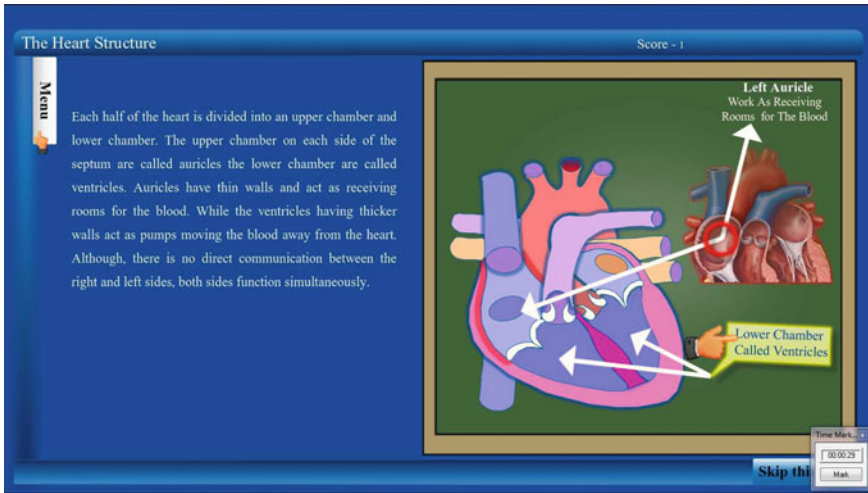 The Heart Structure
Score - 1
Menu
Each half of the heart is divided into an upper chamber and
lower chamber. The upper chamber on each side of the
septum are called auricles the lower chamber are called
ventricles. Auricles have thin walls and act as receiving
rooms for the blood. While the ventricles having thicker
walls act as pumps moving the blood away from the heart.
Although, there is no direct communication between the
right and left sides, both sides function simultaneously.
Left Auricle
Work As Receiving
Rooms for The Blood
Lower Chamber
Called Ventricles
Time Mark...
00:00:29
Mark
Skip thi